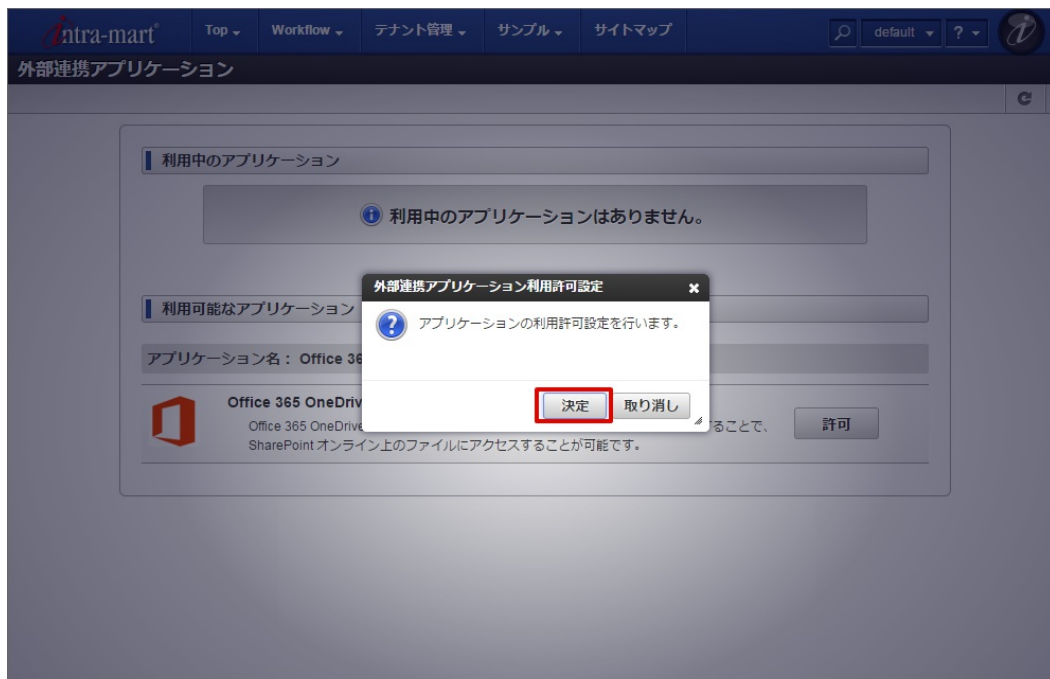 intra-mart®
Top Workflow テナント管理 サンプル サイトマップ default ?
外部連携アプリケーション
利用中のアプリケーション
利用中のアプリケーションはありません。
外部連携アプリケーション利用許可設定
利用可能なアプリケーション
アプリケーションの利用許可設定を行います。
アプリケーション名： Office 36
決定 取り消し
Office 365 OneDriv
Office 365 OneDrive
ることで、
許可
SharePoint オンライン上のファイルにアクセスすることが可能です。